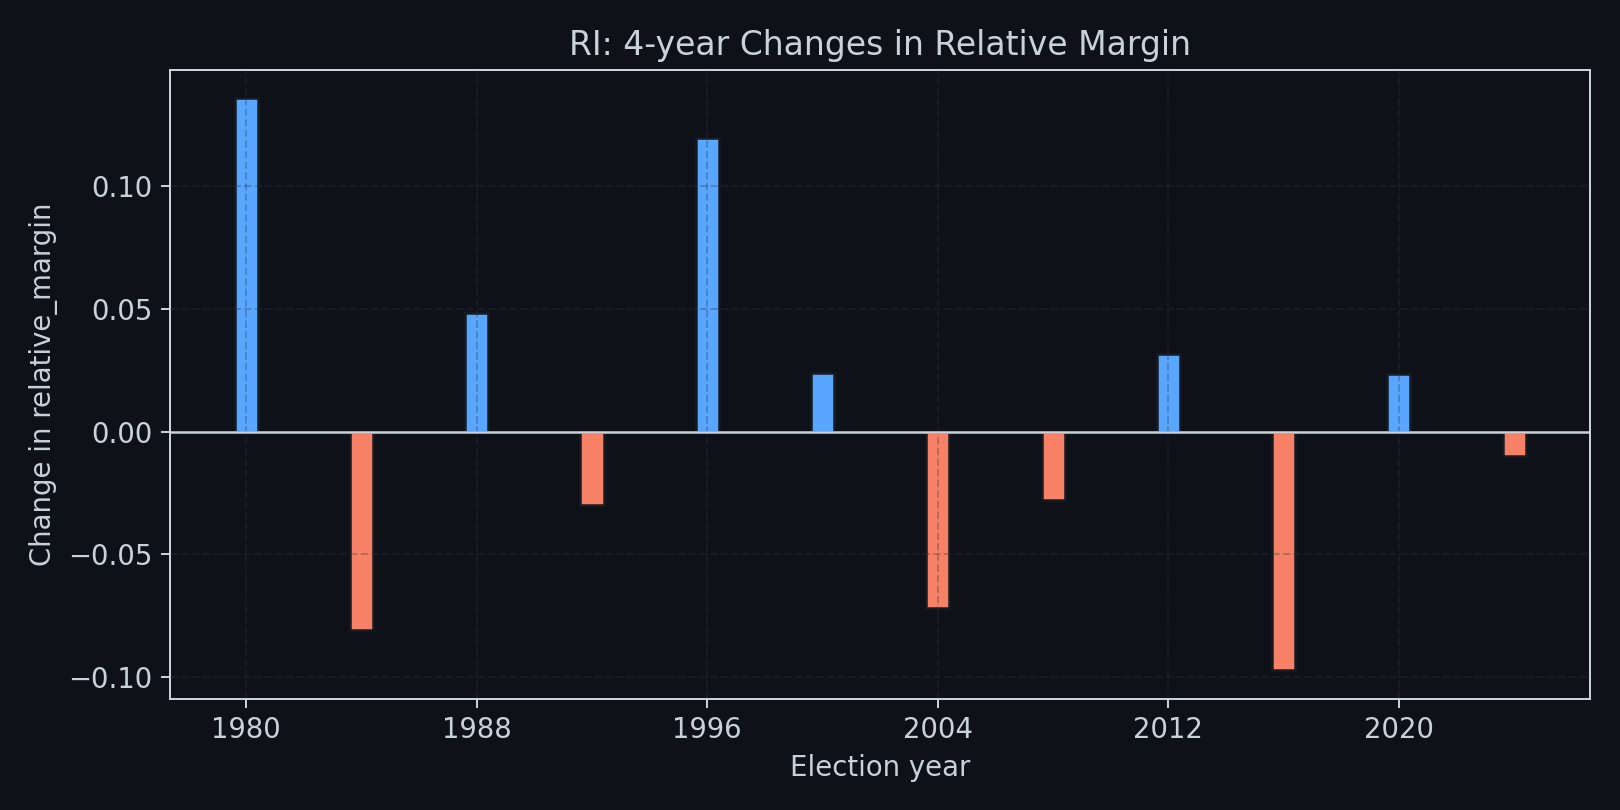 RI: 4-year Changes in Relative Margin
Change in relative_margin
0.10
0.05
0.00
−0.05
−0.10
1980 1988 1996 2004 2012 2020
Election year